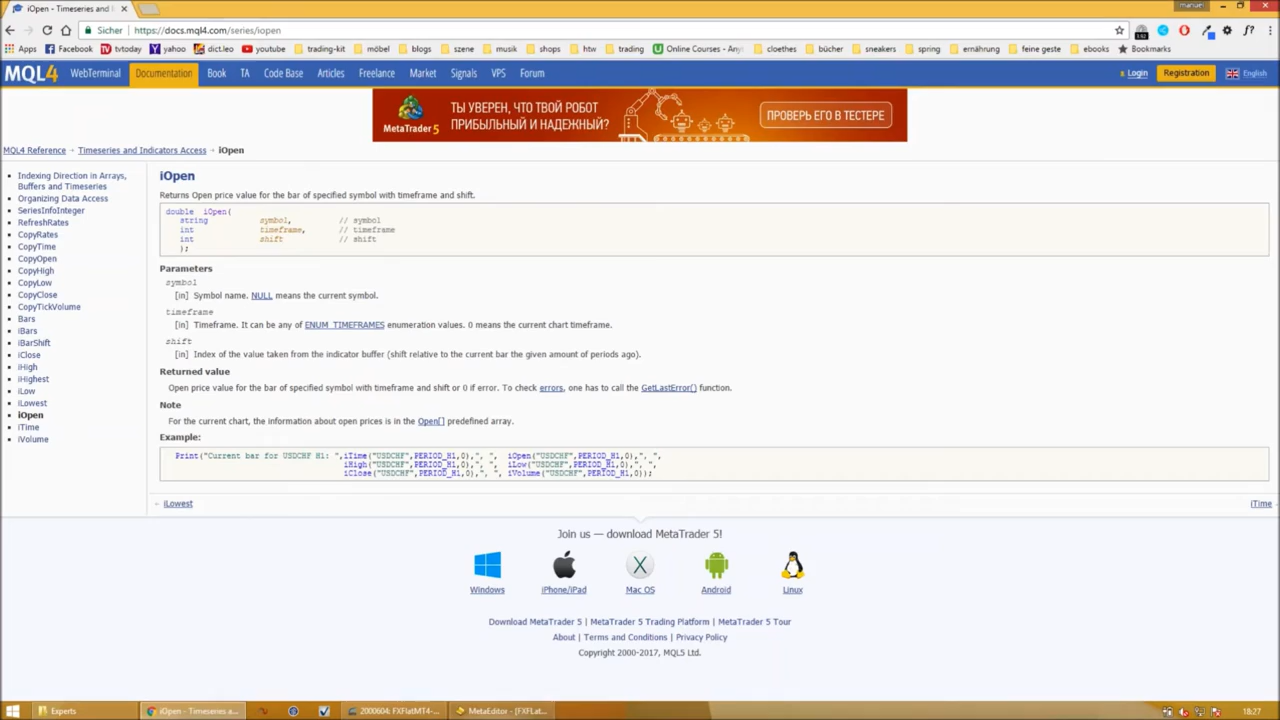 iOpen - Timeseries and
manuel
Sicher https://docs.mql4.com/series/iopen
Apps Facebook tvtoday yahoo dict.leo youtube trading-kit möbel blogs szene musik shops htw trading Online Courses - Any cloethes bücher sneakers spring ernährung feine geste ebooks Bookmarks
MQL4 WebTerminal Documentation Book TA Code Base Articles Freelance Market Signals VPS Forum Login Registration English
MetaTrader 5
ТЫ УВЕРЕН, ЧТО ТВОЙ РОБОТ
ПРИБЫЛЬНЫЙ И НАДЕЖНЫЙ?
ПРОВЕРЬ ЕГО В ТЕСТЕРЕ
MQL4 Reference Timeseries and Indicators Access iOpen
Indexing Direction in Arrays,
Buffers and Timeseries
Organizing Data Access
SeriesInfoInteger
RefreshRates
CopyRates
CopyTime
CopyOpen
CopyHigh
CopyLow
CopyClose
CopyTickVolume
Bars
iBars
iBarShift
iClose
iHigh
iHighest
iLow
iLowest
iOpen
iTime
iVolume
iOpen
Returns Open price value for the bar of specified symbol with timeframe and shift.
double iOpen(
string symbol, // symbol
int timeframe, // timeframe
int shift // shift
);
Parameters
symbol
[in] Symbol name. NULL means the current symbol.
timeframe
[in] Timeframe. It can be any of ENUM_TIMEFRAMES enumeration values. 0 means the current chart timeframe.
shift
[in] Index of the value taken from the indicator buffer (shift relative to the current bar the given amount of periods ago).
Returned value
Open price value for the bar of specified symbol with timeframe and shift or 0 if error. To check errors, one has to call the GetLastError() function.
Note
For the current chart, the information about open prices is in the Open[] predefined array.
Example:
Print("Current bar for USDCHF H1: ",iTime("USDCHF",PERIOD_H1,0),", ", iOpen("USDCHF",PERIOD_H1,0),", ",
iHigh("USDCHF",PERIOD_H1,0),", ", iLow("USDCHF",PERIOD_H1,0),", ",
iClose("USDCHF",PERIOD_H1,0),", ", iVolume("USDCHF",PERIOD_H1,0));
iLowest
iTime
Join us — download MetaTrader 5!
Windows iPhone/iPad Mac OS Android Linux
Download MetaTrader 5 | MetaTrader 5 Trading Platform | MetaTrader 5 Tour
About | Terms and Conditions | Privacy Policy
Copyright 2000-2017, MQL5 Ltd.
Experts iOpen - Timeseries a... 2000604: FXFlatMT4-... MetaEditor - [FXFLat... 18:27